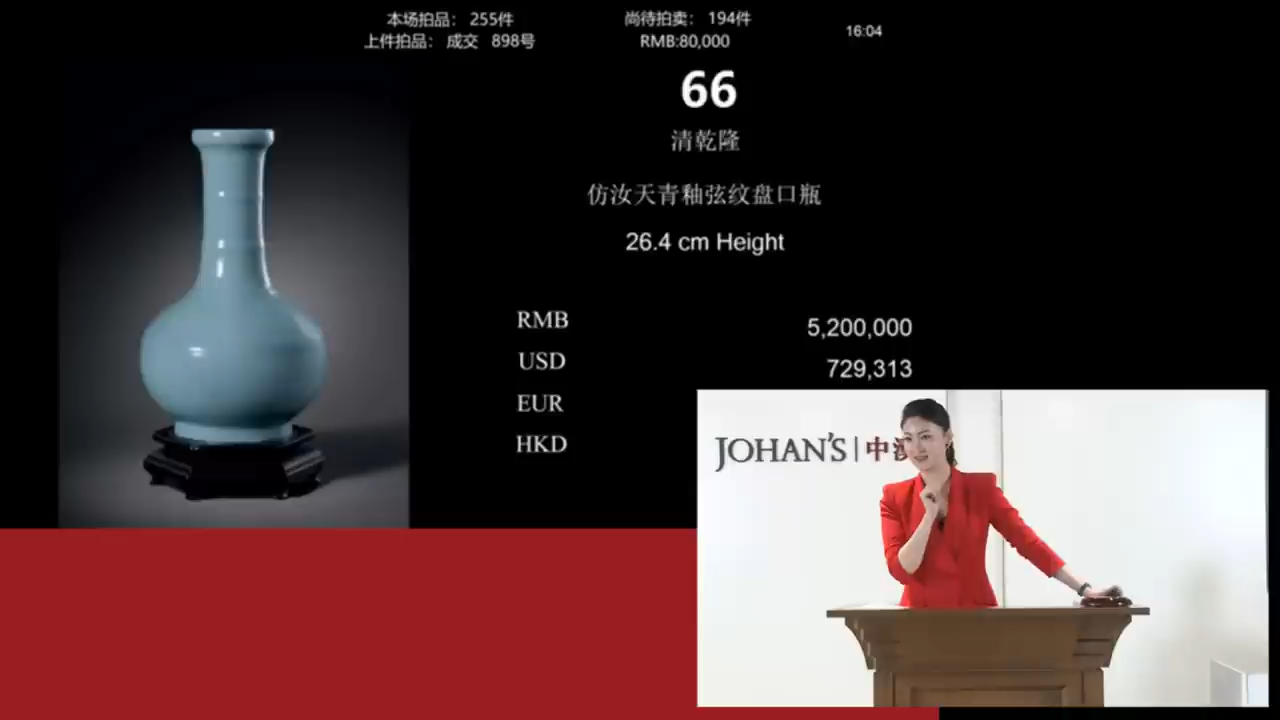 本场拍品： 255件
尚待拍卖： 194件
上件拍品： 成交 898号
RMB:80,000
16:04
66
清乾隆
仿汝天青釉弦纹盘口瓶
26.4 cm Height
RMB 5,200,000
USD 729,313
EUR
HKD
JOHAN'S | 中